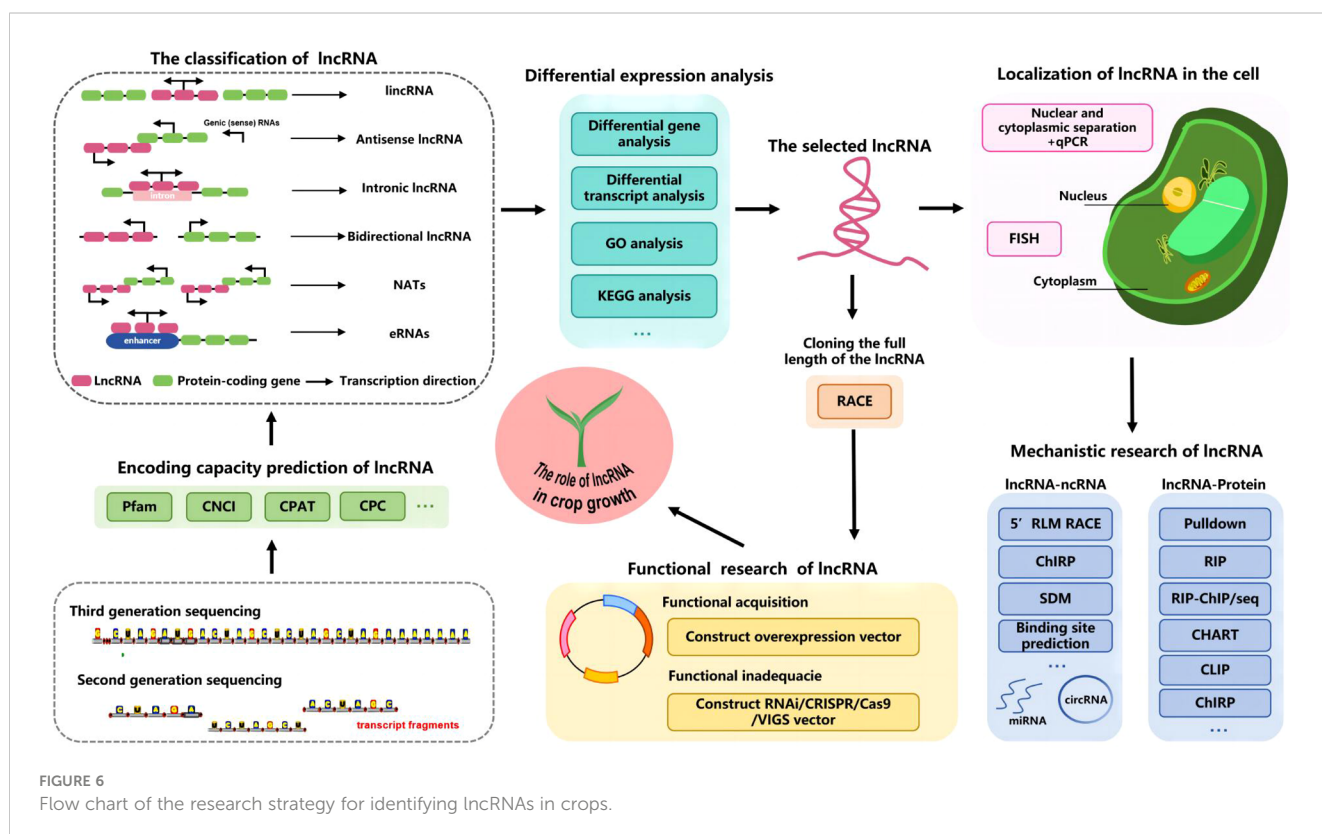 The classification of lncRNA
lincRNA
Genic (sense) RNAs
Antisense lncRNA
intron
Intronic lncRNA
Bidirectional lncRNA
NATs
enhancer
eRNAs
LncRNA
Protein-coding gene
Transcription direction
Encoding capacity prediction of lncRNA
Pfam
CNCI
CPAT
CPC
...
Third generation sequencing
Second generation sequencing
transcript fragments
Differential expression analysis
Differential gene
analysis
Differential
transcript analysis
GO analysis
KEGG analysis
...
The selected lncRNA
Cloning the full
length of the lncRNA
RACE
The role of lncRNA
in crop growth
Functional research of lncRNA
Functional acquisition
Construct overexpression vector
Functional inadequacie
Construct RNAi/CRISPR/Cas9
/VIGS vector
Localization of lncRNA in the cell
Nuclear and
cytoplasmic separation
+qPCR
Nucleus
FISH
Cytoplasm
Mechanistic research of lncRNA
lncRNA-ncRNA
5′ RLM RACE
ChIRP
SDM
Binding site
prediction
...
miRNA
circRNA
lncRNA-Protein
Pulldown
RIP
RIP-ChIP/seq
CHART
CLIP
ChIRP
...
FIGURE 6
Flow chart of the research strategy for identifying lncRNAs in crops.